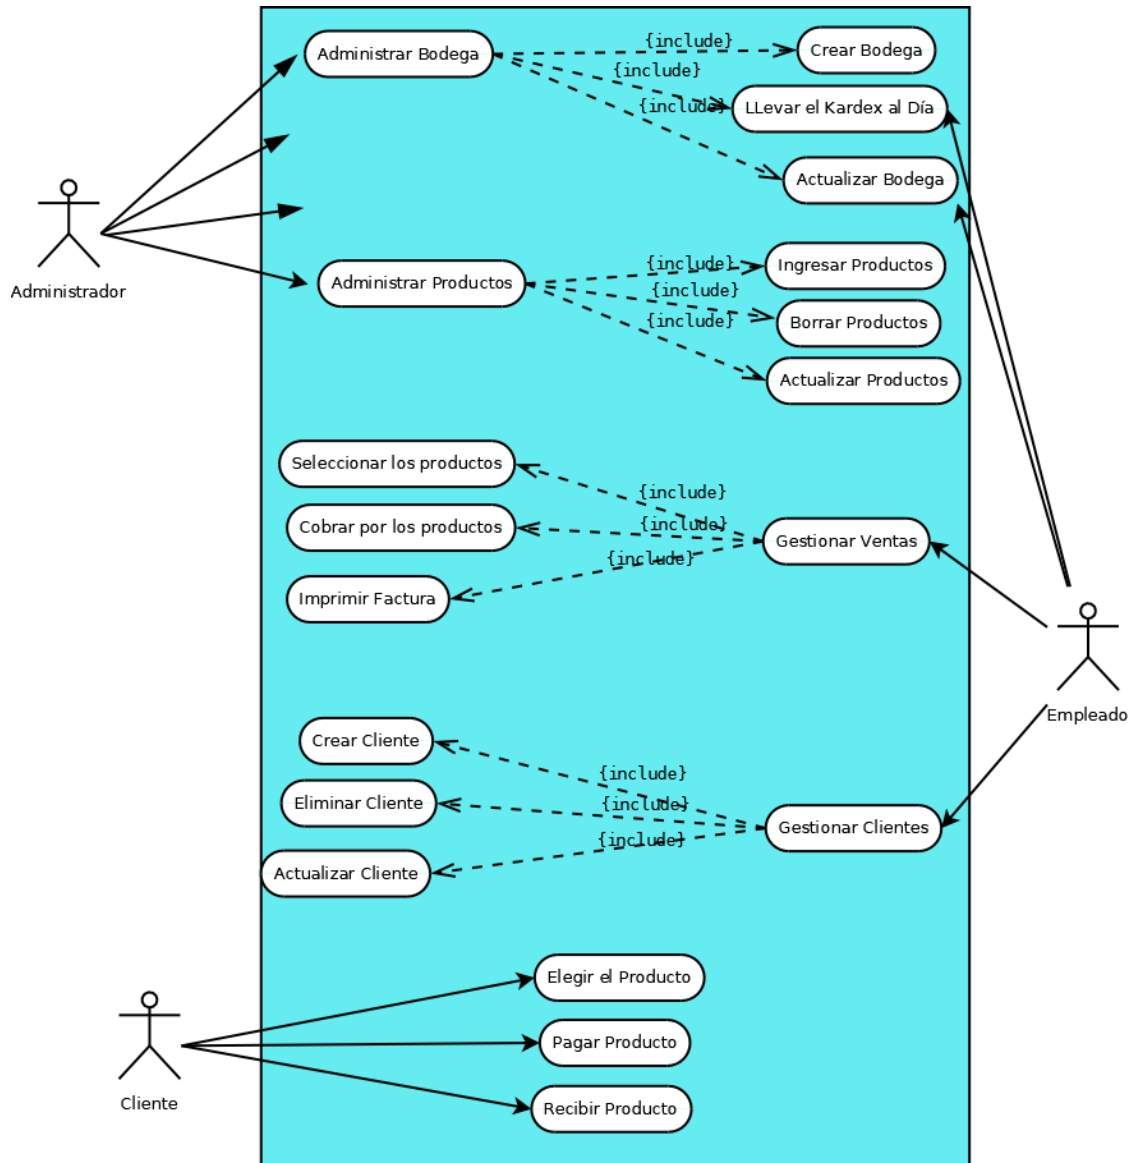 Administrar Bodega
{include}
Crear Bodega
{include}
LLevar el Kardex al Día
{include}
Actualizar Bodega
Administrador
Administrar Productos
{include}
Ingresar Productos
{include}
Borrar Productos
{include}
Actualizar Productos
Seleccionar los productos
{include}
Cobrar por los productos
{include}
Gestionar Ventas
{include}
Imprimir Factura
Empleado
Crear Cliente
{include}
Eliminar Cliente
{include}
Gestionar Clientes
{include}
Actualizar Cliente
Elegir el Producto
Pagar Producto
Cliente
Recibir Producto